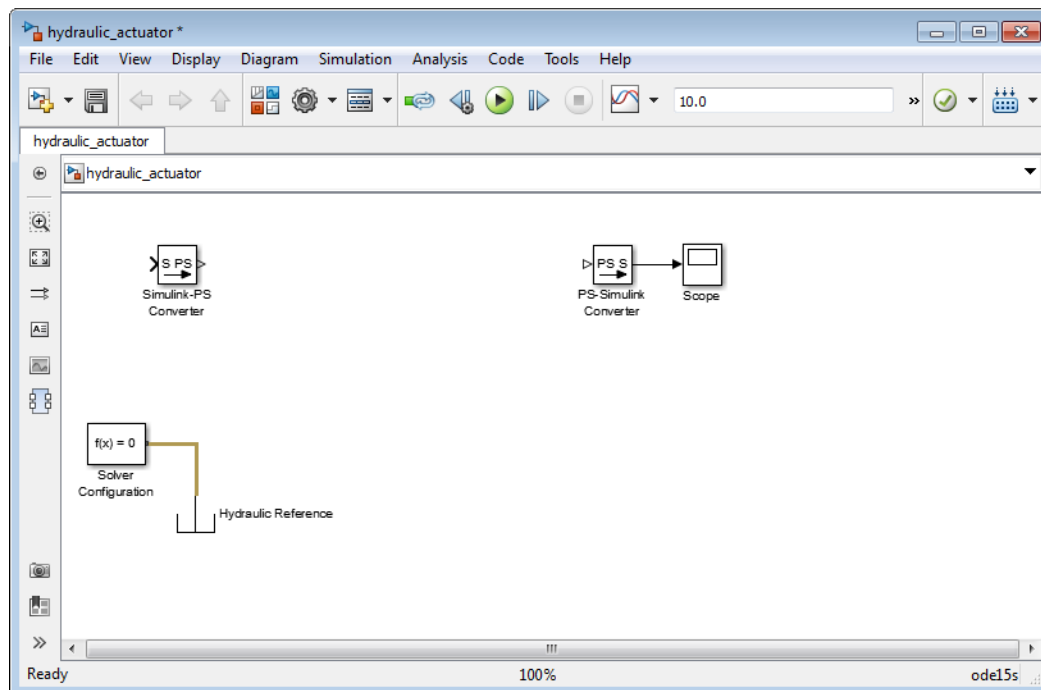 hydraulic_actuator *
File Edit View Display Diagram Simulation Analysis Code Tools Help
10.0 »
hydraulic_actuator
hydraulic_actuator
S PS
Simulink-PS
Converter
PS S
PS-Simulink
Converter
Scope
f(x) = 0
Solver
Configuration
Hydraulic Reference
Ready 100% ode15s